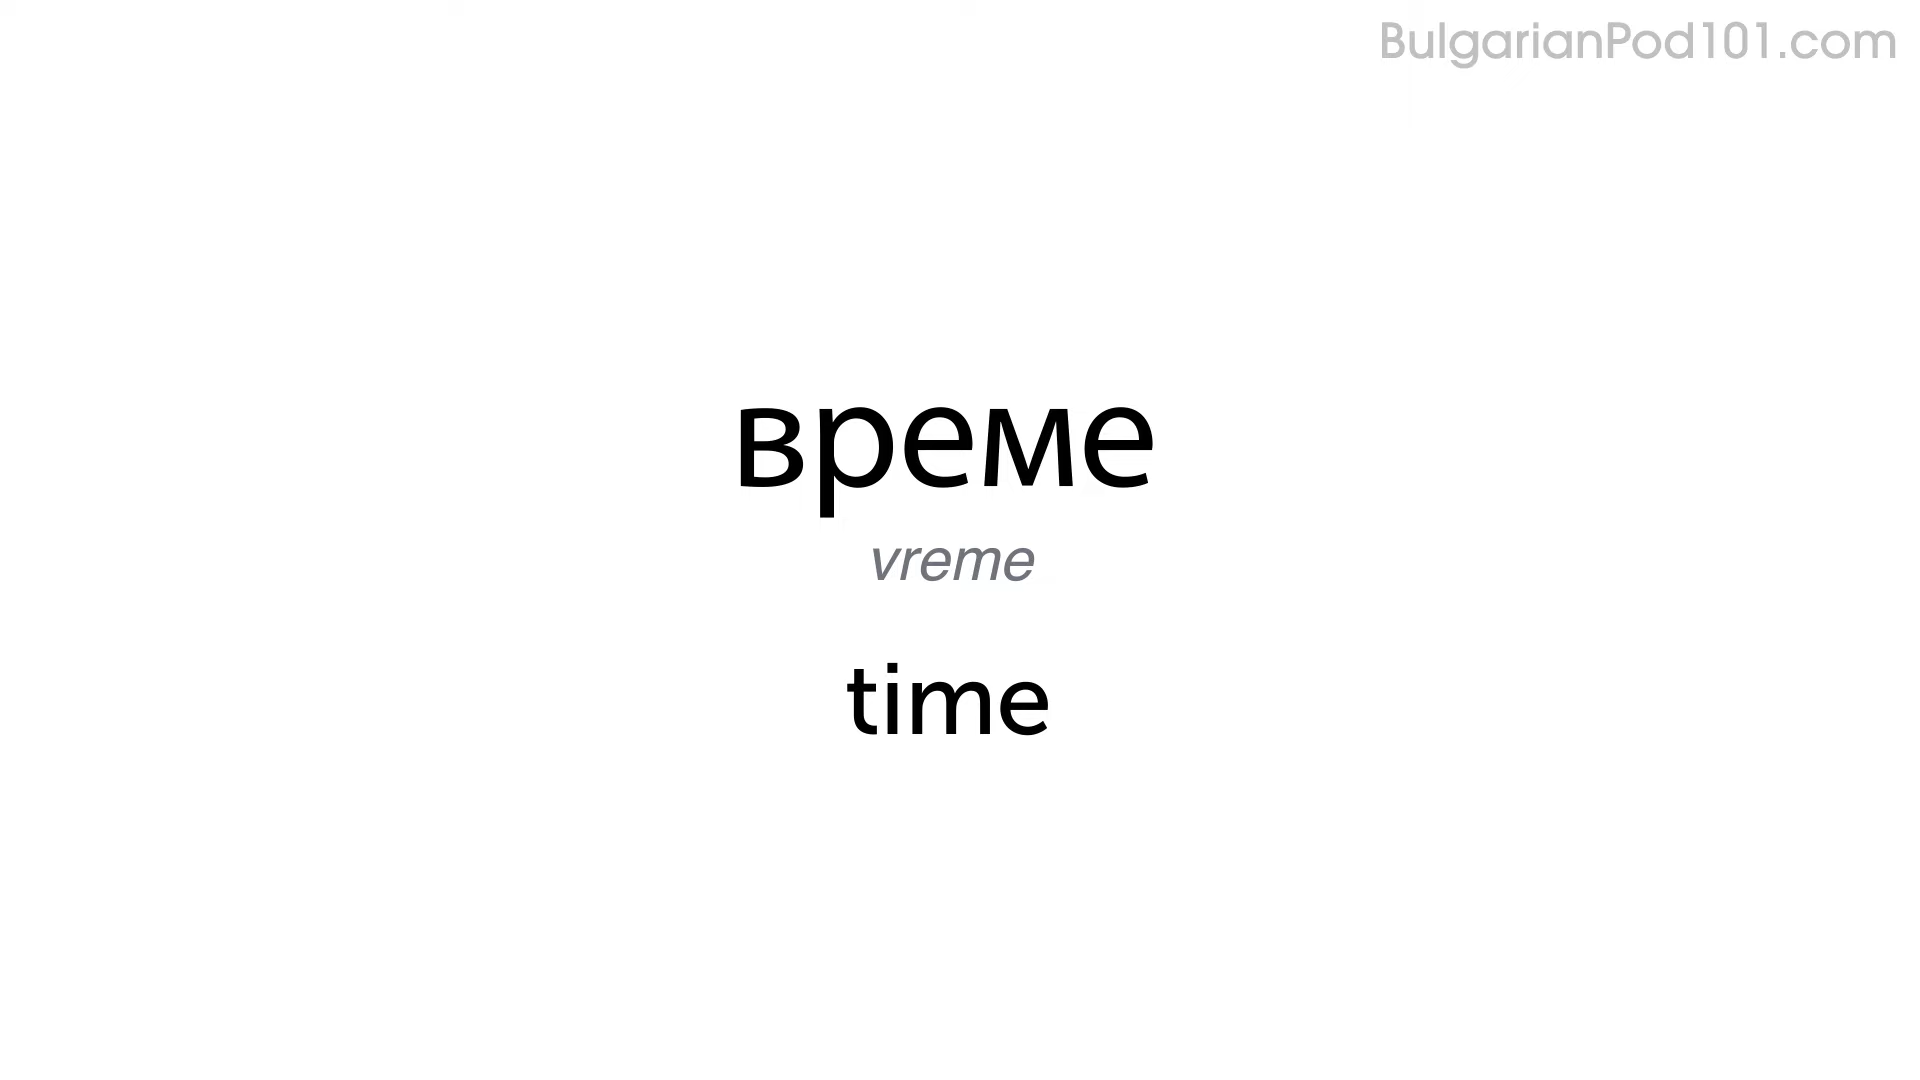 BulgarianPod101.com
време
vreme
time